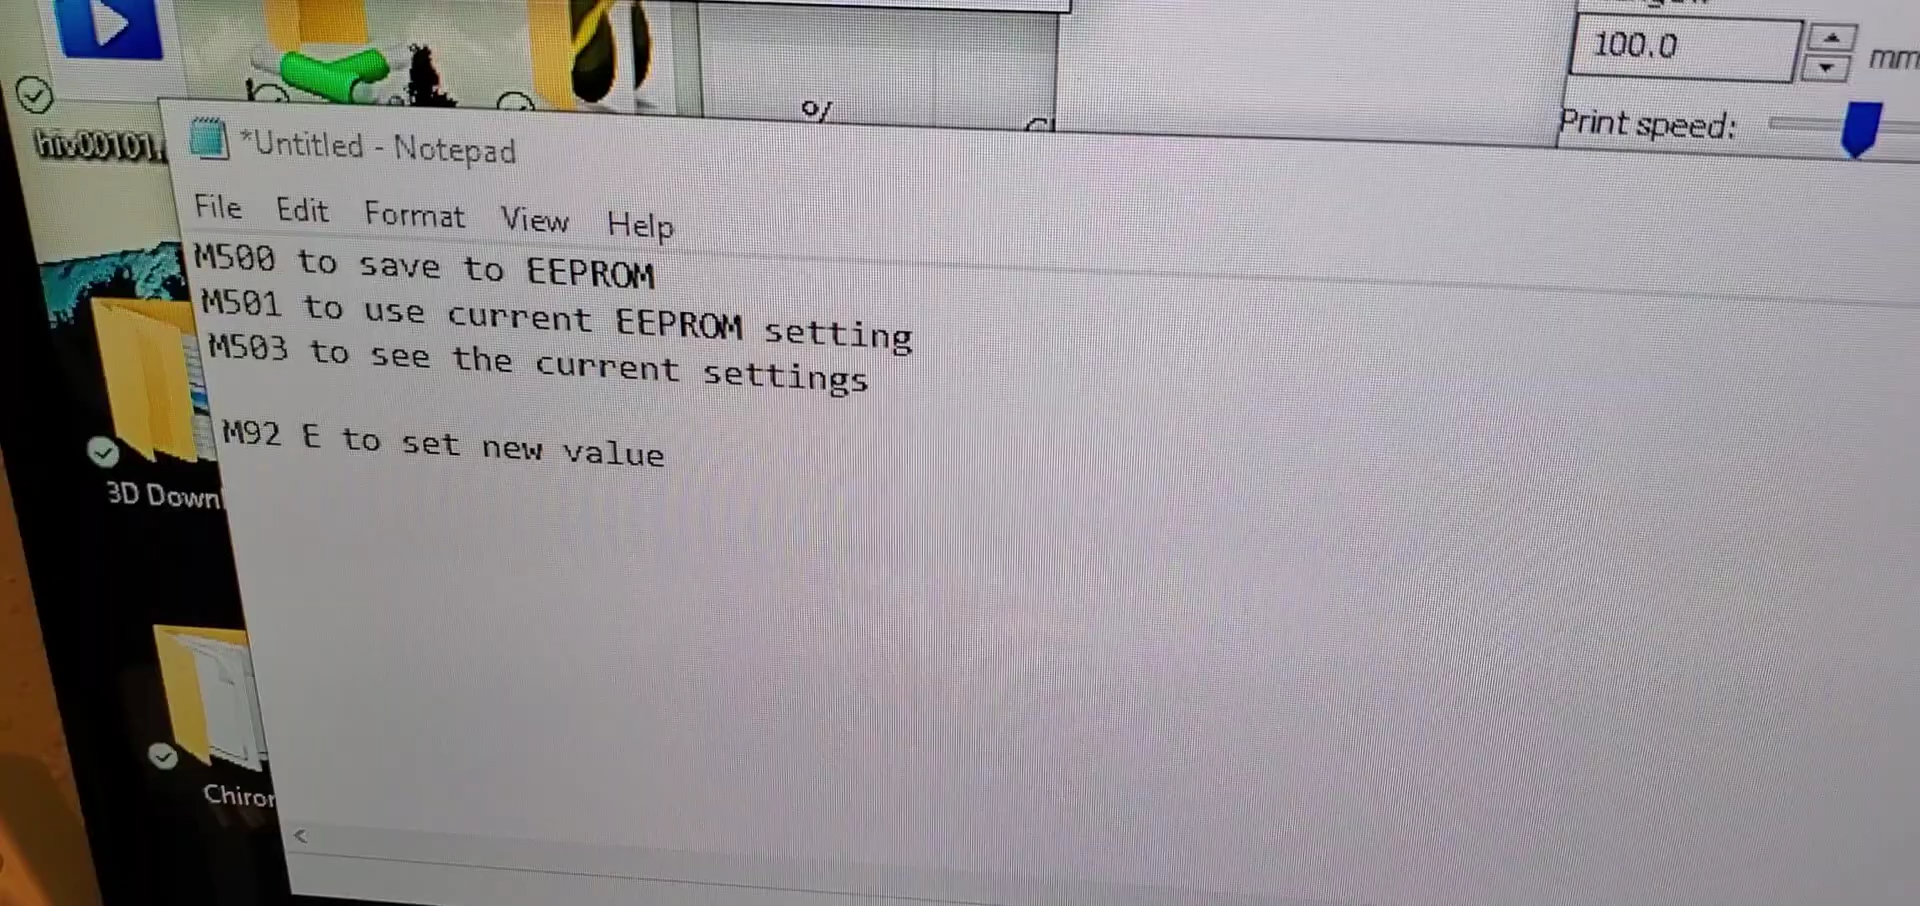 100.0
mm
Print speed:
*Untitled - Notepad
File Edit Format View Help
M500 to save to EEPROM
M501 to use current EEPROM setting
M503 to see the current settings
M92 E to set new value
3D Down
Chiron